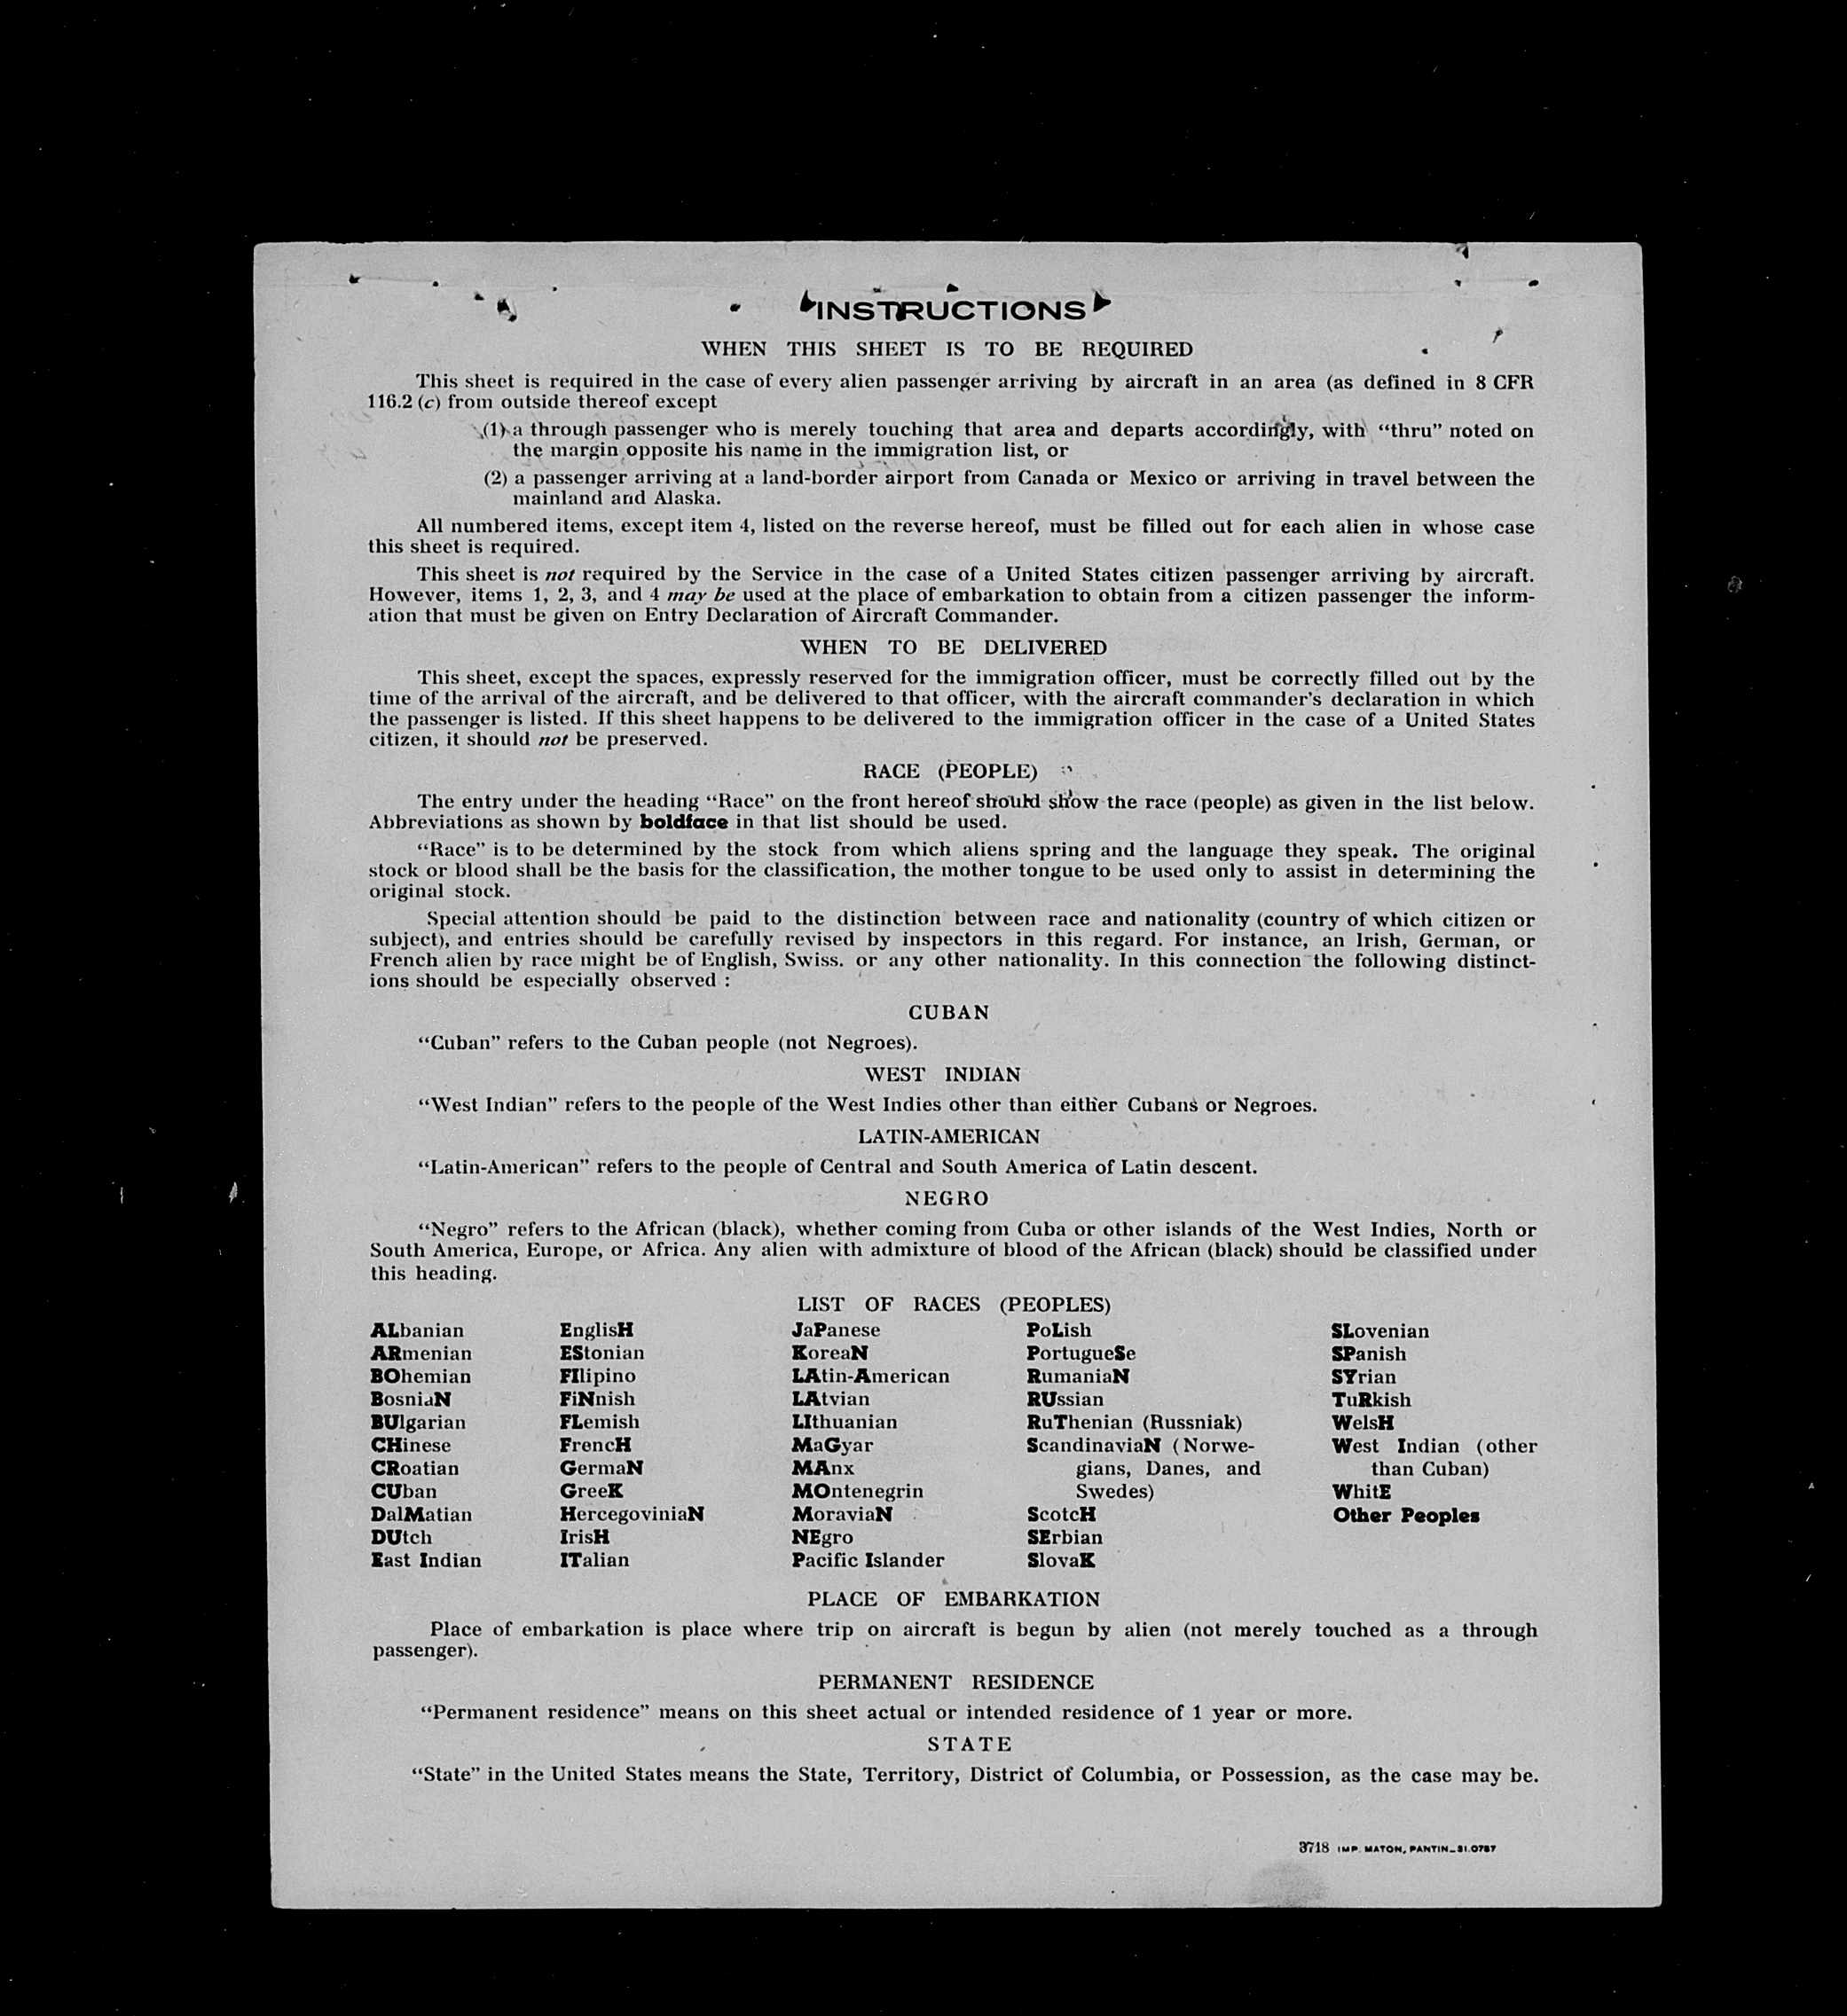 INSTRUCTIONS
WHEN THIS SHEET IS TO BE REQUIRED
This sheet is required in the case of every alien passenger arriving by aircraft in an area (as defined in 8 CFR
116.2 (c) from outside thereof except
(1) a through passenger who is merely touching that area and departs accordingly, with “thru” noted on
the margin opposite his name in the immigration list, or
(2) a passenger arriving at a land-border airport from Canada or Mexico or arriving in travel between the
mainland and Alaska.
All numbered items, except item 4, listed on the reverse hereof, must be filled out for each alien in whose case
this sheet is required.
This sheet is not required by the Service in the case of a United States citizen passenger arriving by aircraft.
However, items 1, 2, 3, and 4 may be used at the place of embarkation to obtain from a citizen passenger the inform-
ation that must be given on Entry Declaration of Aircraft Commander.
WHEN TO BE DELIVERED
This sheet, except the spaces, expressly reserved for the immigration officer, must be correctly filled out by the
time of the arrival of the aircraft, and be delivered to that officer, with the aircraft commander’s declaration in which
the passenger is listed. If this sheet happens to be delivered to the immigration officer in the case of a United States
citizen, it should not be preserved.
RACE (PEOPLE)
The entry under the heading “Race” on the front hereof should show the race (people) as given in the list below.
Abbreviations as shown by boldface in that list should be used.
“Race” is to be determined by the stock from which aliens spring and the language they speak. The original
stock or blood shall be the basis for the classification, the mother tongue to be used only to assist in determining the
original stock.
Special attention should be paid to the distinction between race and nationality (country of which citizen or
subject), and entries should be carefully revised by inspectors in this regard. For instance, an Irish, German, or
French alien by race might be of English, Swiss. or any other nationality. In this connection the following distinct-
ions should be especially observed :
CUBAN
“Cuban” refers to the Cuban people (not Negroes).
WEST INDIAN
“West Indian” refers to the people of the West Indies other than either Cubans or Negroes.
LATIN-AMERICAN
“Latin-American” refers to the people of Central and South America of Latin descent.
NEGRO
“Negro” refers to the African (black), whether coming from Cuba or other islands of the West Indies, North or
South America, Europe, or Africa. Any alien with admixture of blood of the African (black) should be classified under
this heading.
LIST OF RACES (PEOPLES)
ALbanian
ARmenian
BOhemian
BosniaN
BUlgarian
CHinese
CRoatian
CUban
DalMatian
DUtch
East Indian
EnglisH
EStonian
FIlipino
FiNnish
FLemish
FrencH
GermaN
GreeK
HercegoviniaN
IrisH
ITalian
JaPanese
KoreaN
LAtin-American
LAtvian
LIthuanian
MaGyar
MAnx
MOntenegrin
MoraviaN
NEgro
Pacific Islander
PoLish
PortugueSe
RumaniaN
RUssian
RuThenian (Russniak)
ScandinaviaN (Norwe-
gians, Danes, and
Swedes)
ScotcH
SErbian
SlovaK
SLovenian
SPanish
SYrian
TuRkish
WelsH
West Indian (other
than Cuban)
WhitE
Other Peoples
PLACE OF EMBARKATION
Place of embarkation is place where trip on aircraft is begun by alien (not merely touched as a through
passenger).
PERMANENT RESIDENCE
“Permanent residence” means on this sheet actual or intended residence of 1 year or more.
STATE
“State” in the United States means the State, Territory, District of Columbia, or Possession, as the case may be.
3718 IMP. MATON, PANTIN_31.0787